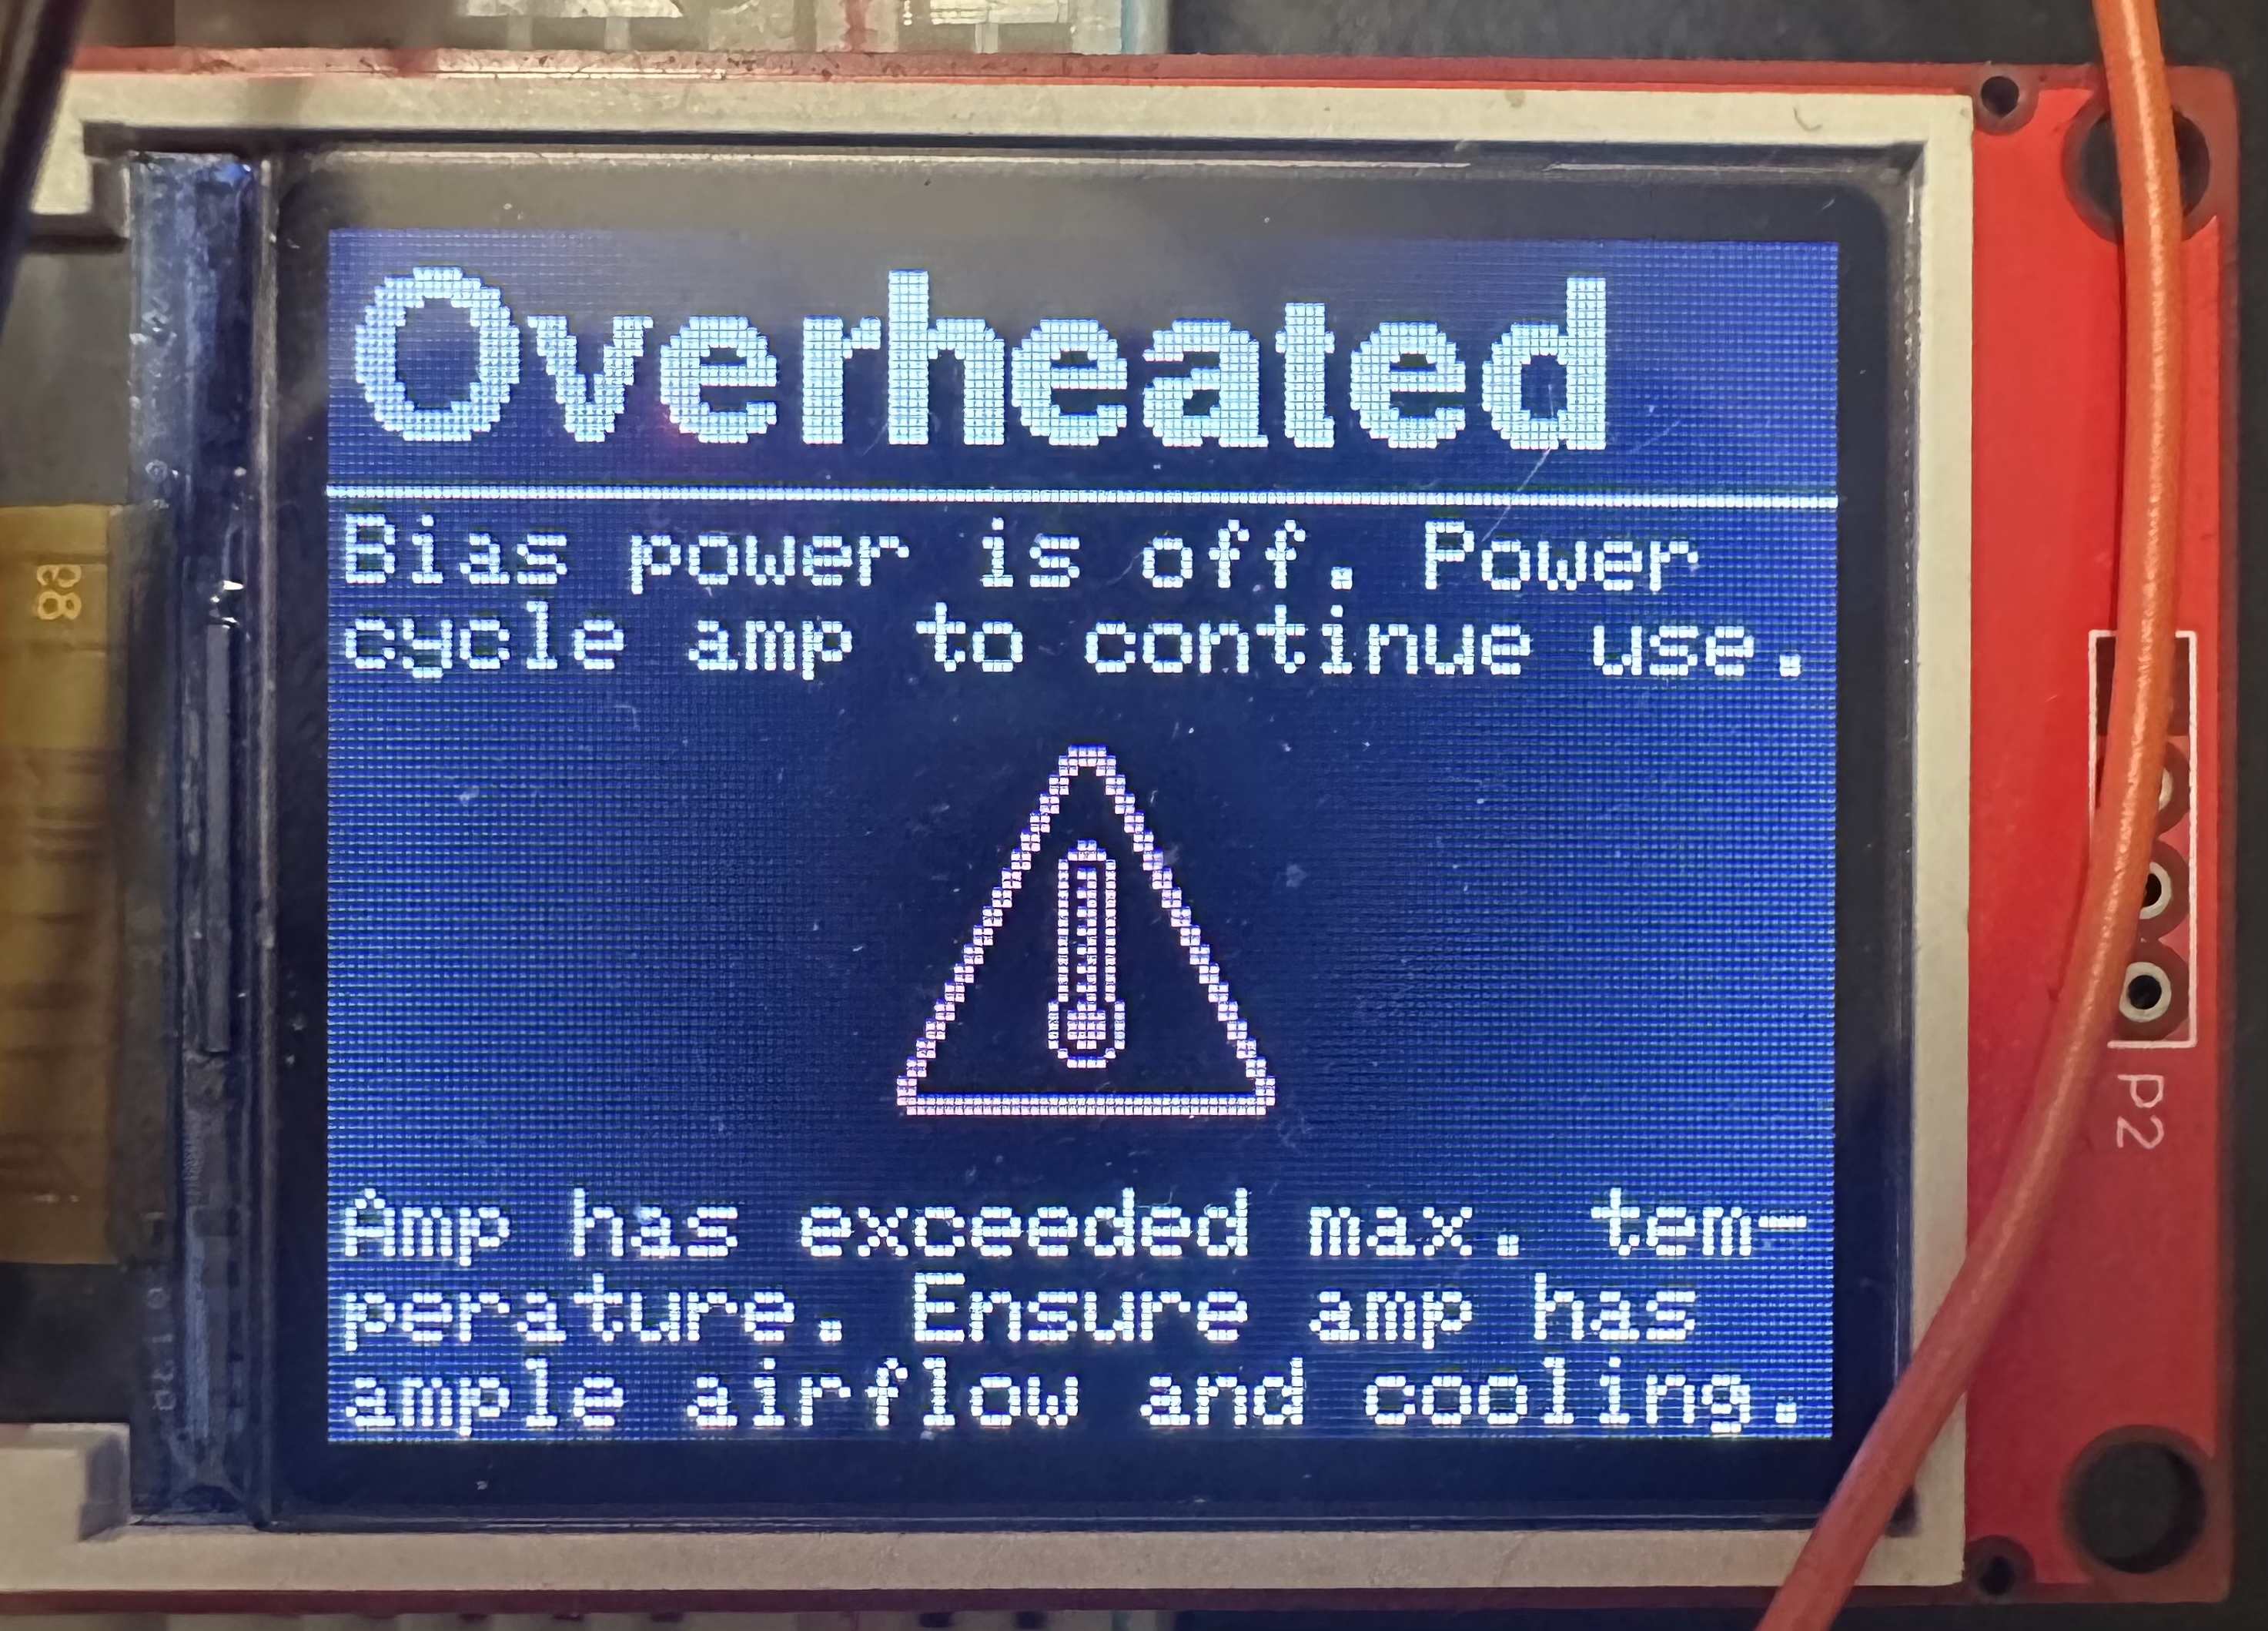 Overheated
Bias power is off. Power
cycle amp to continue use.
Amp has exceeded max. tem-
perature. Ensure amp has
ample airflow and cooling.
P2